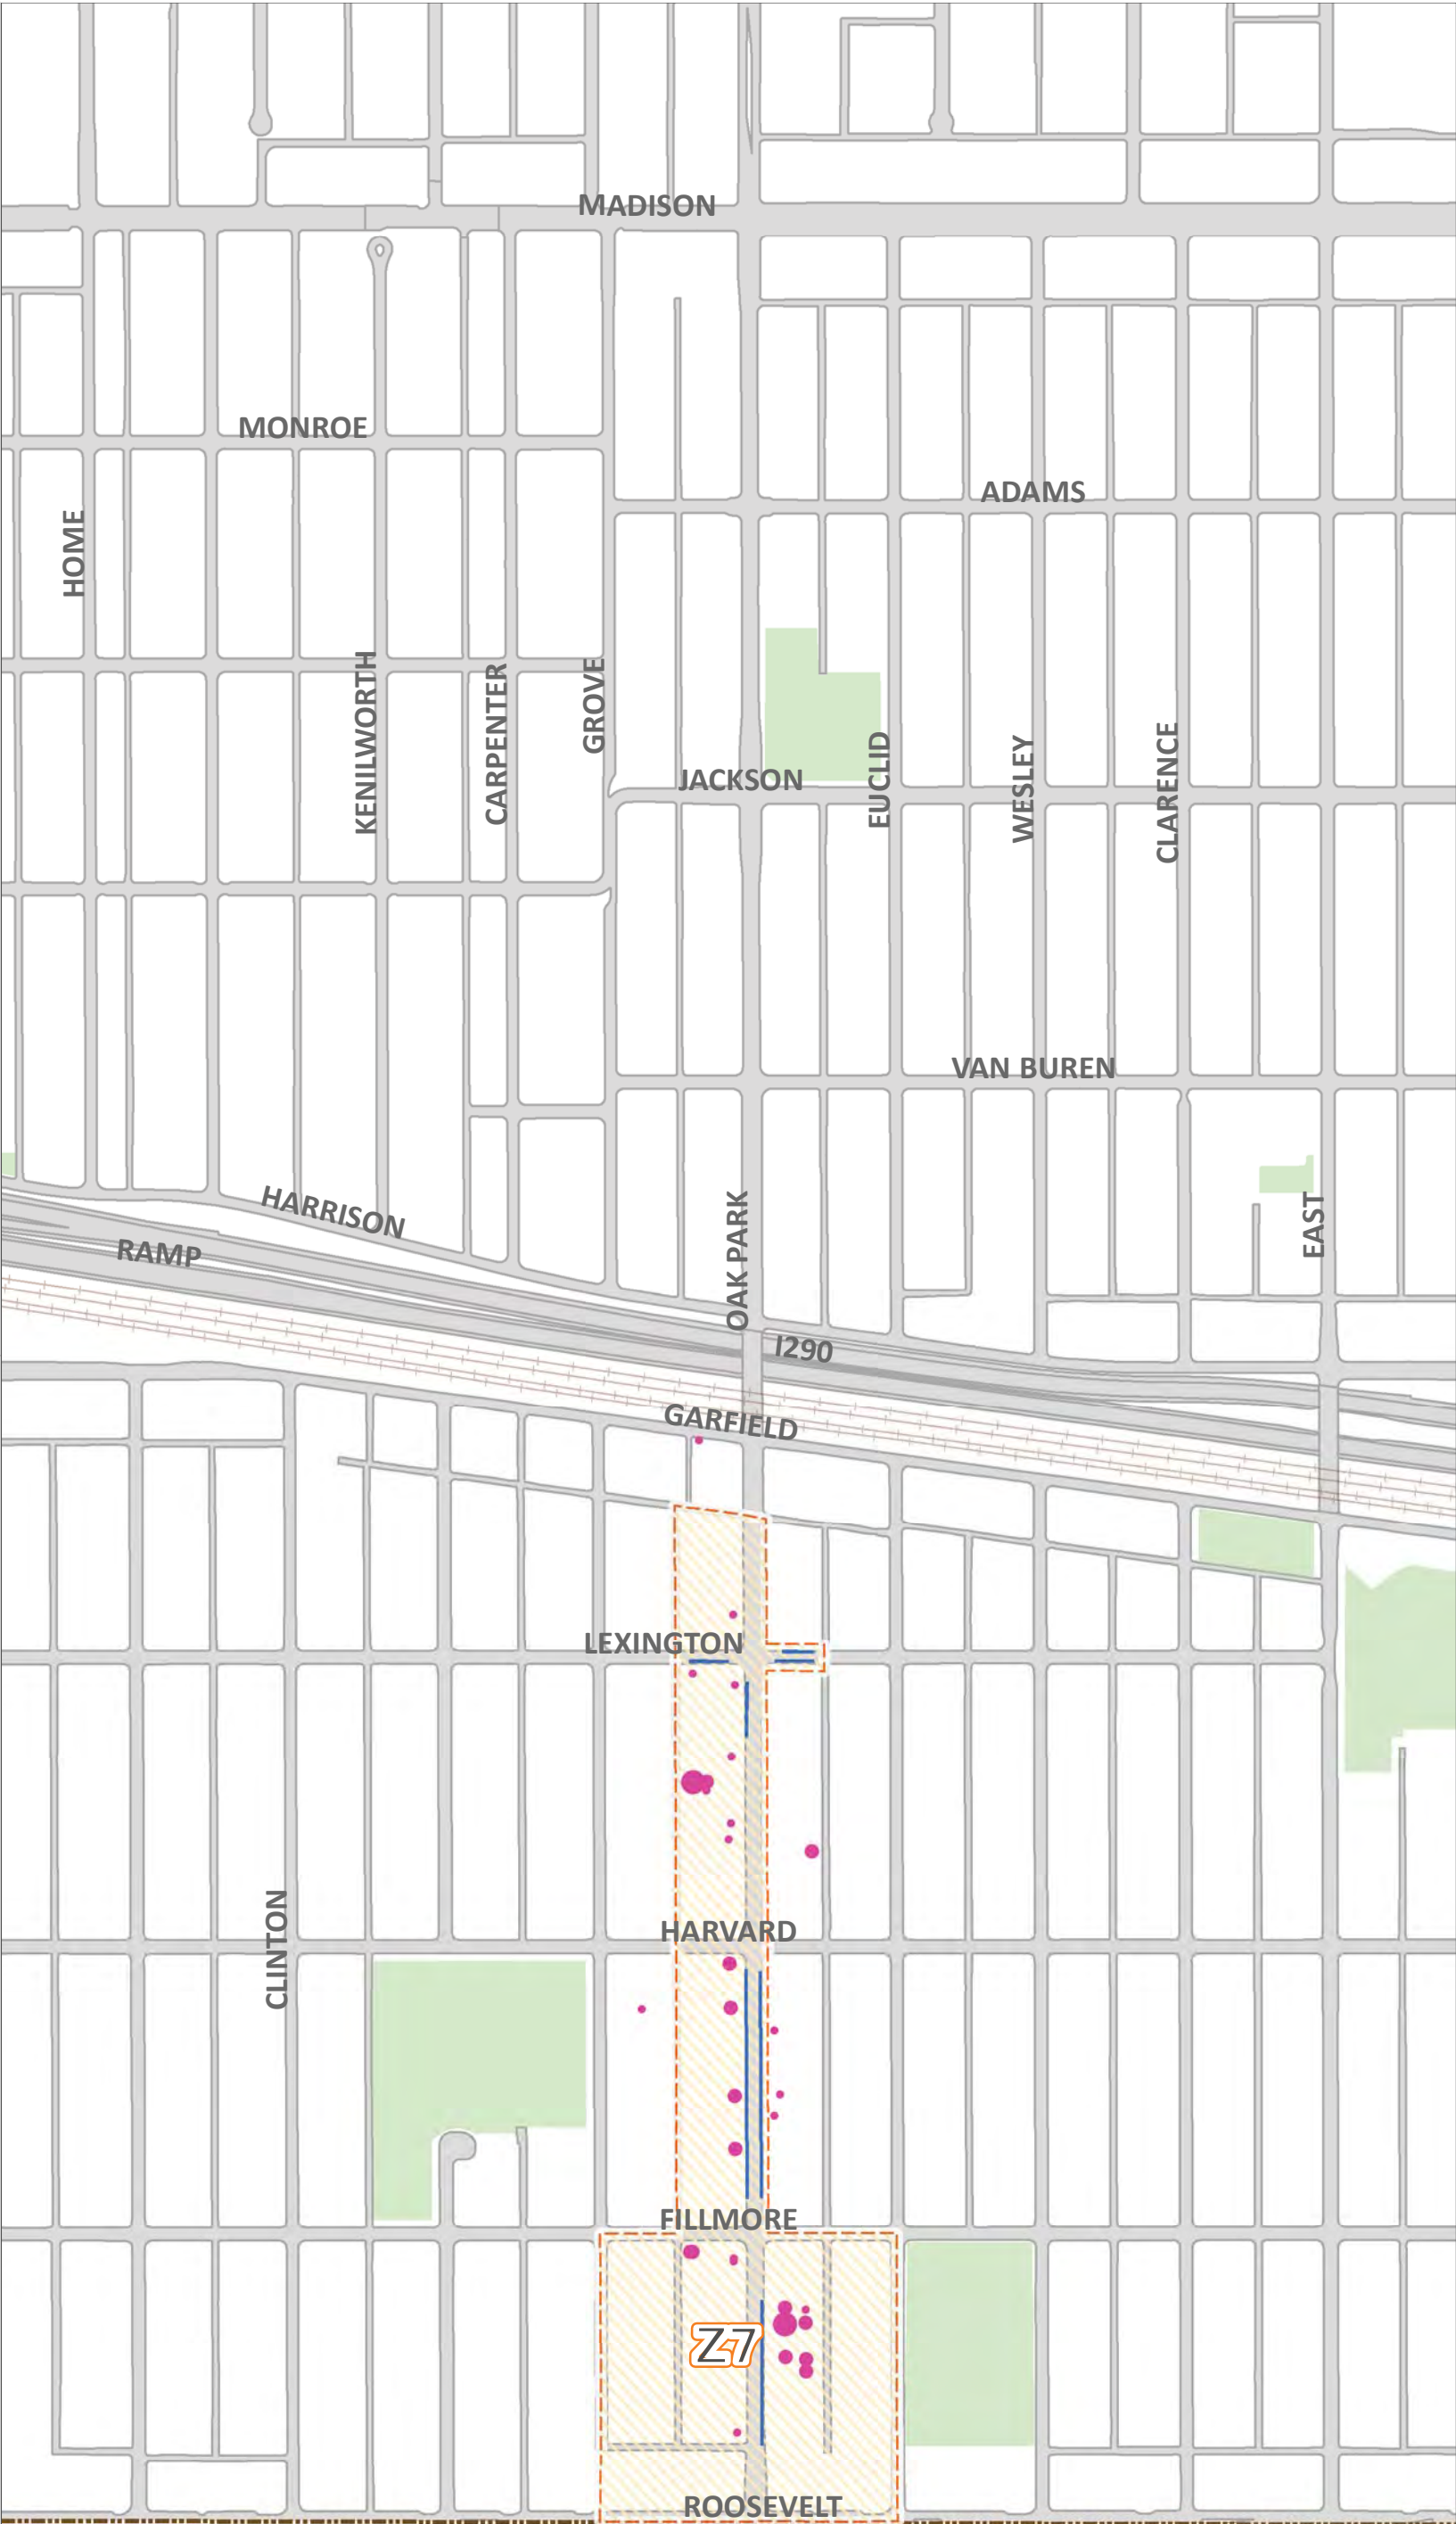 MADISON
MONROE
ADAMS
HOME
KENILWORTH
CARPENTER
GROVE
JACKSON
EUCLID
WESLEY
CLARENCE
VAN BUREN
HARRISON
RAMP
OAK PARK
EAST
I290
GARFIELD
LEXINGTON
CLINTON
HARVARD
FILLMORE
Z7
ROOSEVELT